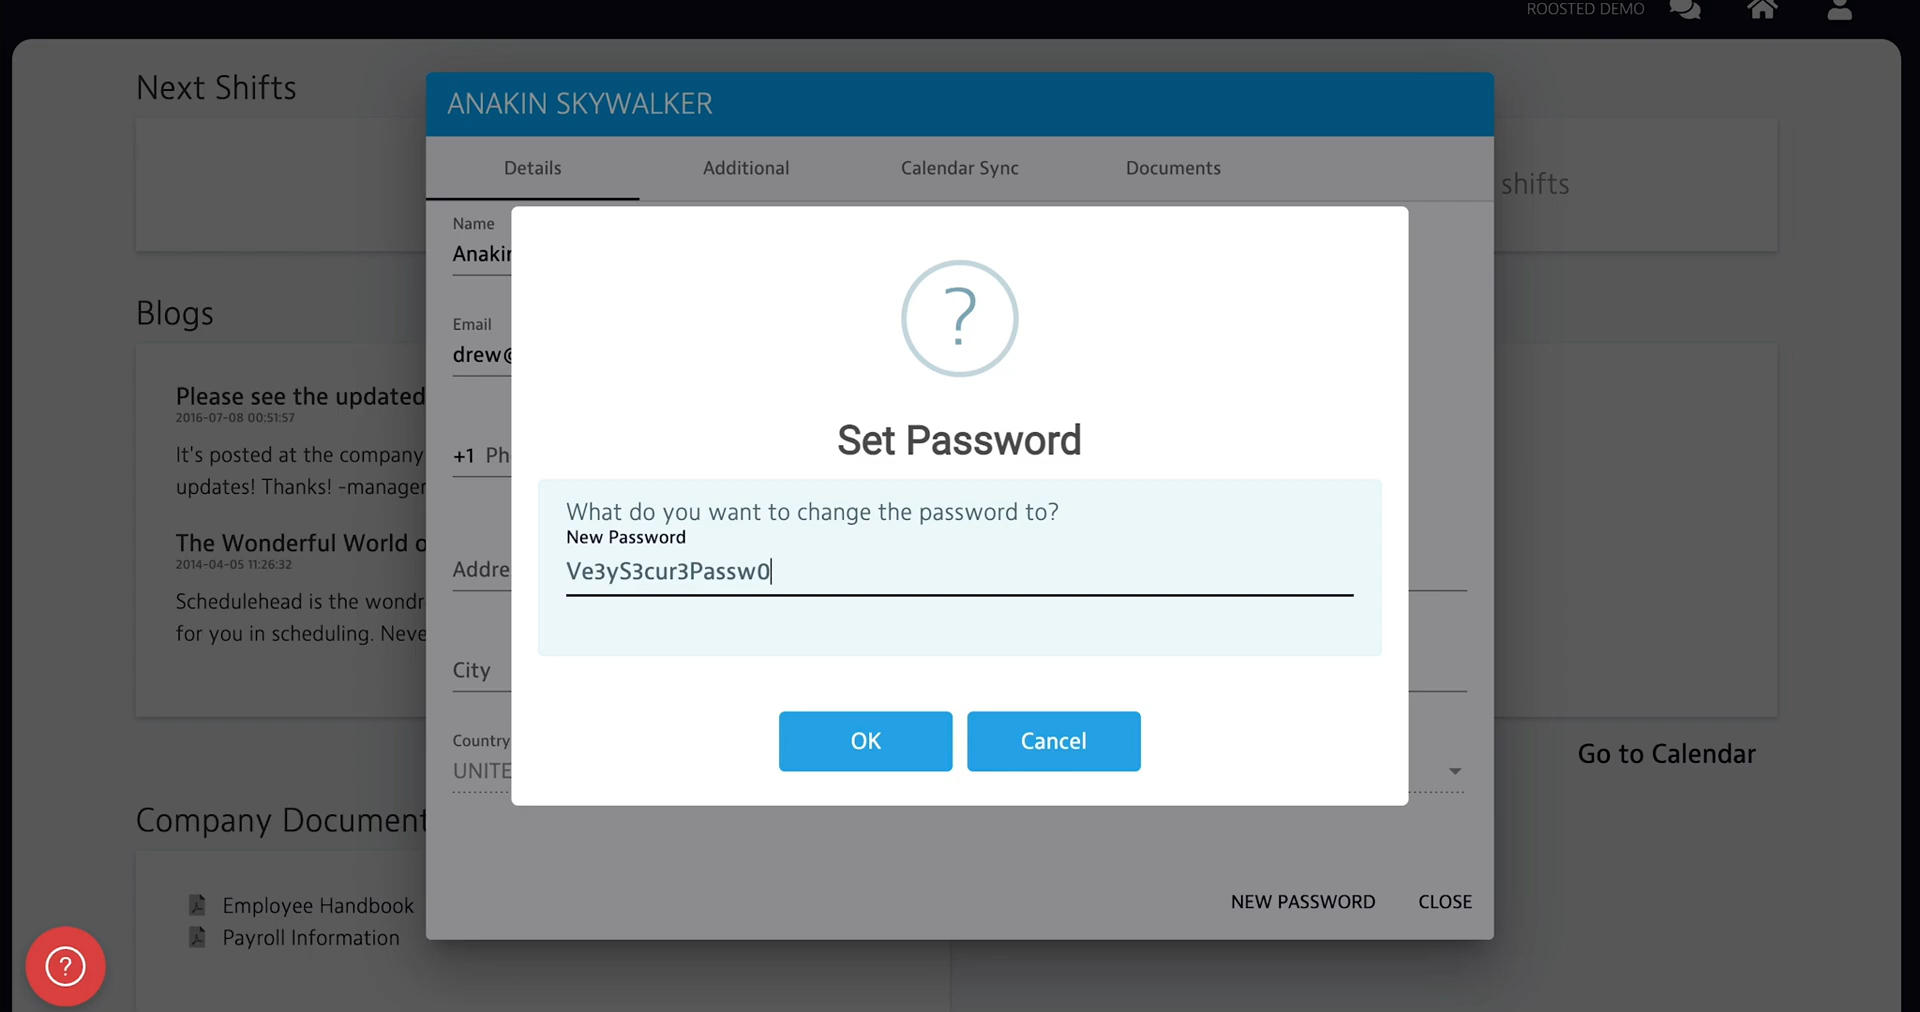 ROOSTED DEMO
Next Shifts
ANAKIN SKYWALKER
Details
Additional
Calendar Sync
Documents
shifts
Name
Anakin
Blogs
Email
drew@
Please see the updated
2016-07-08 00:51:57
It's posted at the company
updates! Thanks! -manager
+1 Ph
The Wonderful World o
2014-04-05 11:26:32
Schedulehead is the wondr
for you in scheduling. Neve
Addre
City
Country
UNITE
?
Set Password
What do you want to change the password to?
New Password
Ve3yS3cur3Passw0
OK
Cancel
Go to Calendar
Company Document
Employee Handbook
Payroll Information
NEW PASSWORD
CLOSE
?